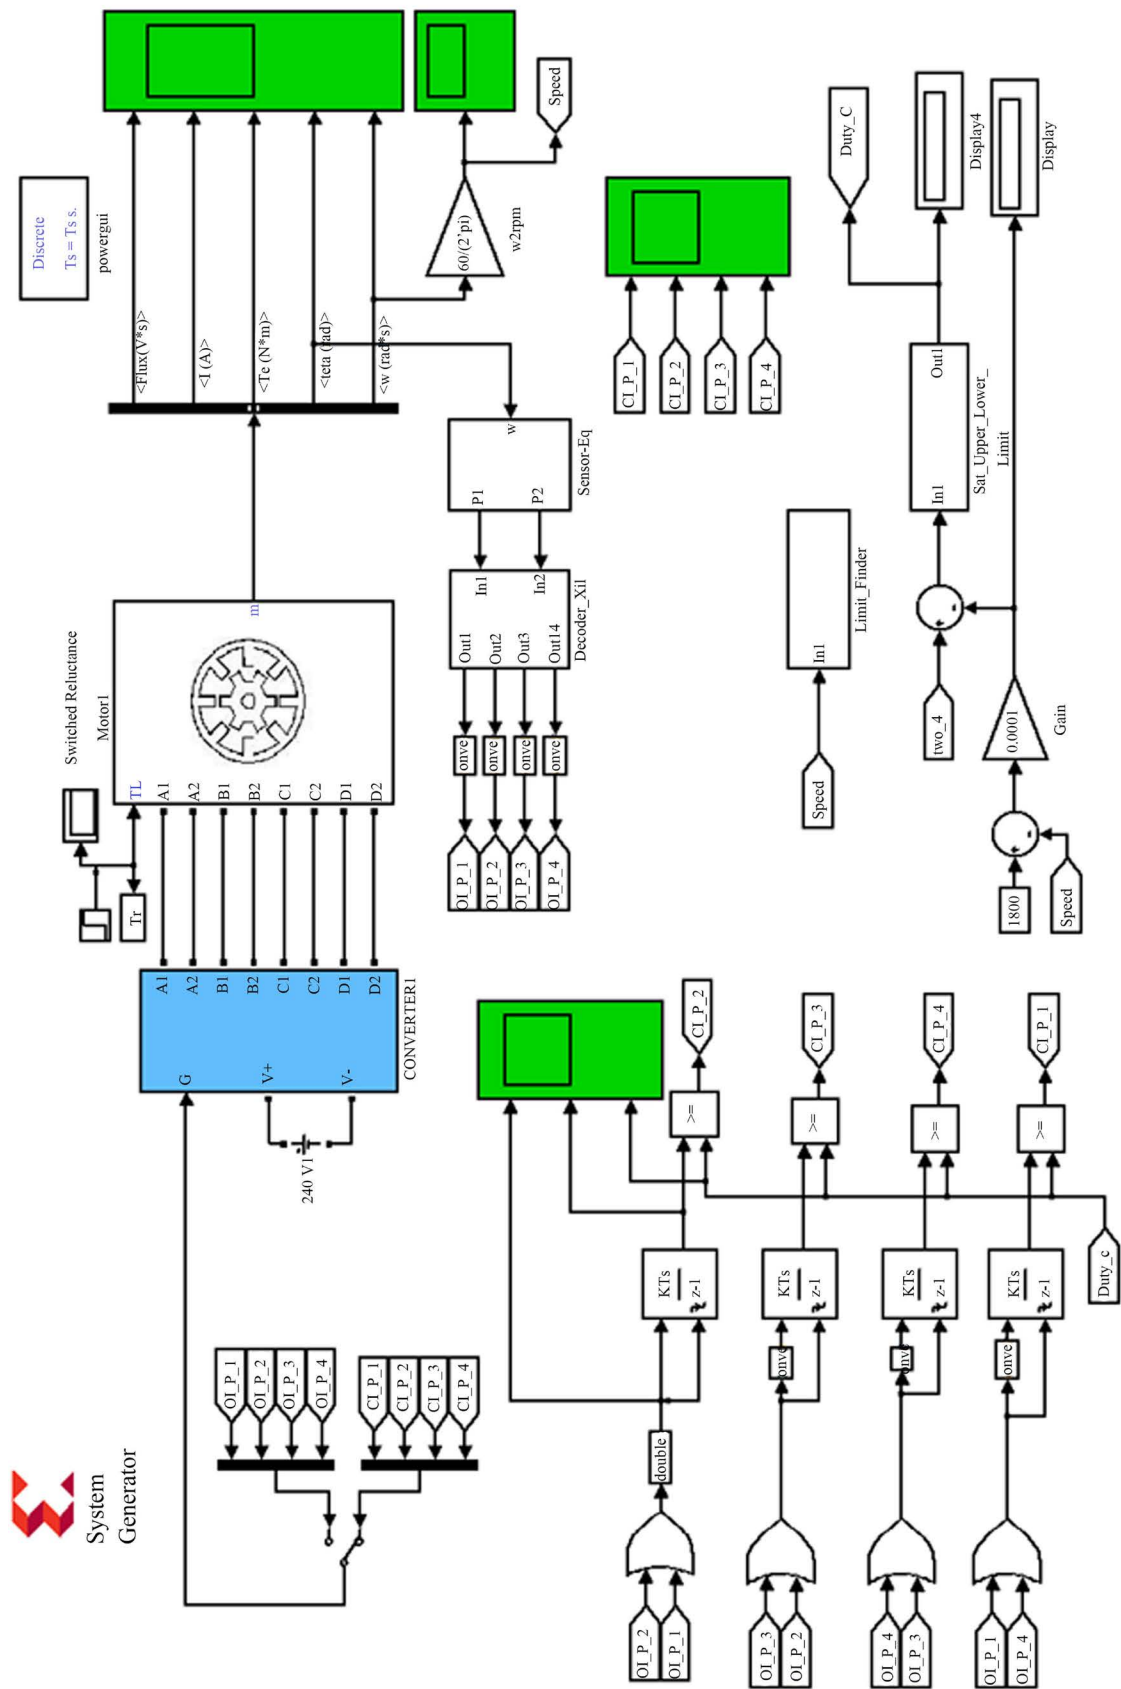 Discrete
Ts = Ts s.
powergui
<Flux(V*s)>
<I (A)>
<Te (N*m)>
<teta (rad)>
<w (rad*s)>
60/(2'pi)
w2rpm
Speed
Switched Reluctance
Motor1
TL
A1
A2
B1
B2
C1
C2
D1
D2
m
Tr
A1
A2
B1
B2
C1
C2
D1
D2
G
V+
V-
CONVERTER1
240 V1
w
P1
P2
Sensor-Eq
In1
In2
Out1
Out2
Out3
Out14
Decoder_Xil
onve
onve
onve
onve
OI_P_1
OI_P_2
OI_P_3
OI_P_4
CI_P_1
CI_P_2
CI_P_3
CI_P_4
Duty_C
Display4
Display
Out1
In1
Sat_Upper_Lower_
Limit
In1
Limit_Finder
Speed
two_4
0.0001
Gain
1800
Speed
System
Generator
OI_P_1
OI_P_2
OI_P_3
OI_P_4
CI_P_1
CI_P_2
CI_P_3
CI_P_4
OI_P_2
OI_P_1
double
KTs
z-1
>=
CI_P_2
OI_P_3
OI_P_2
onve
KTs
z-1
>=
CI_P_3
OI_P_4
OI_P_3
onve
KTs
z-1
>=
CI_P_4
OI_P_1
OI_P_4
onve
KTs
z-1
>=
CI_P_1
Duty_c